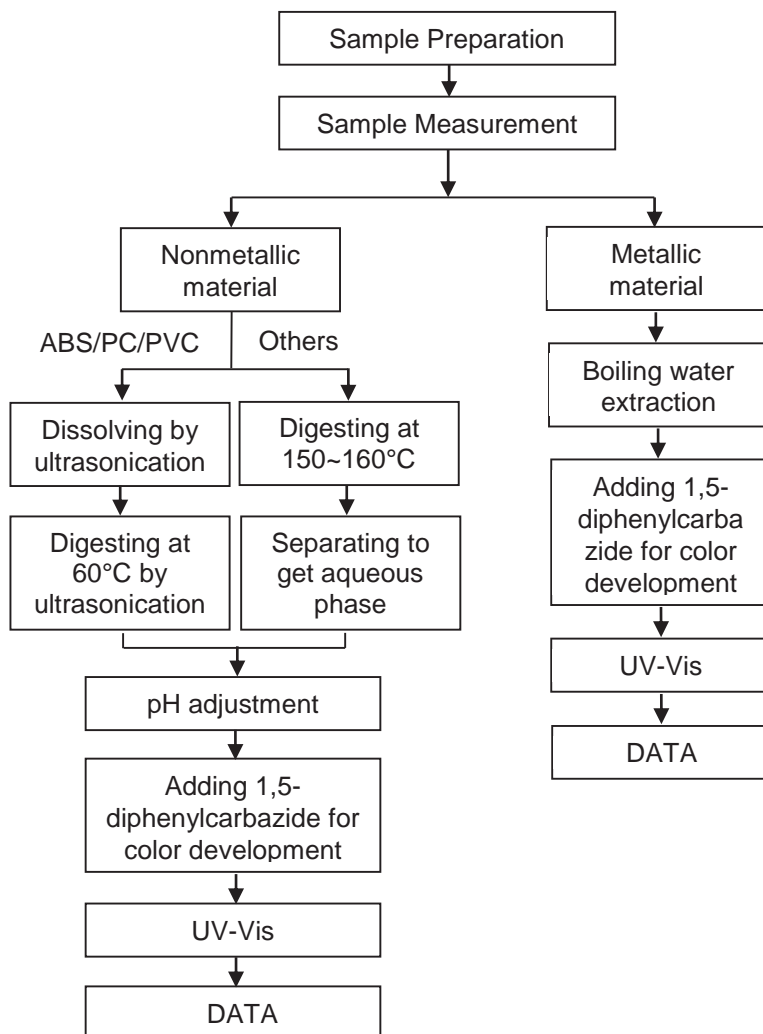 Sample Preparation
Sample Measurement
Nonmetallic
material
Metallic
material
ABS/PC/PVC
Others
Boiling water
extraction
Dissolving by
ultrasonication
Digesting at
150~160°C
Adding 1,5-
diphenylcarba
zide for color
development
Digesting at
60°C by
ultrasonication
Separating to
get aqueous
phase
UV-Vis
pH adjustment
DATA
Adding 1,5-
diphenylcarbazide for
color development
UV-Vis
DATA